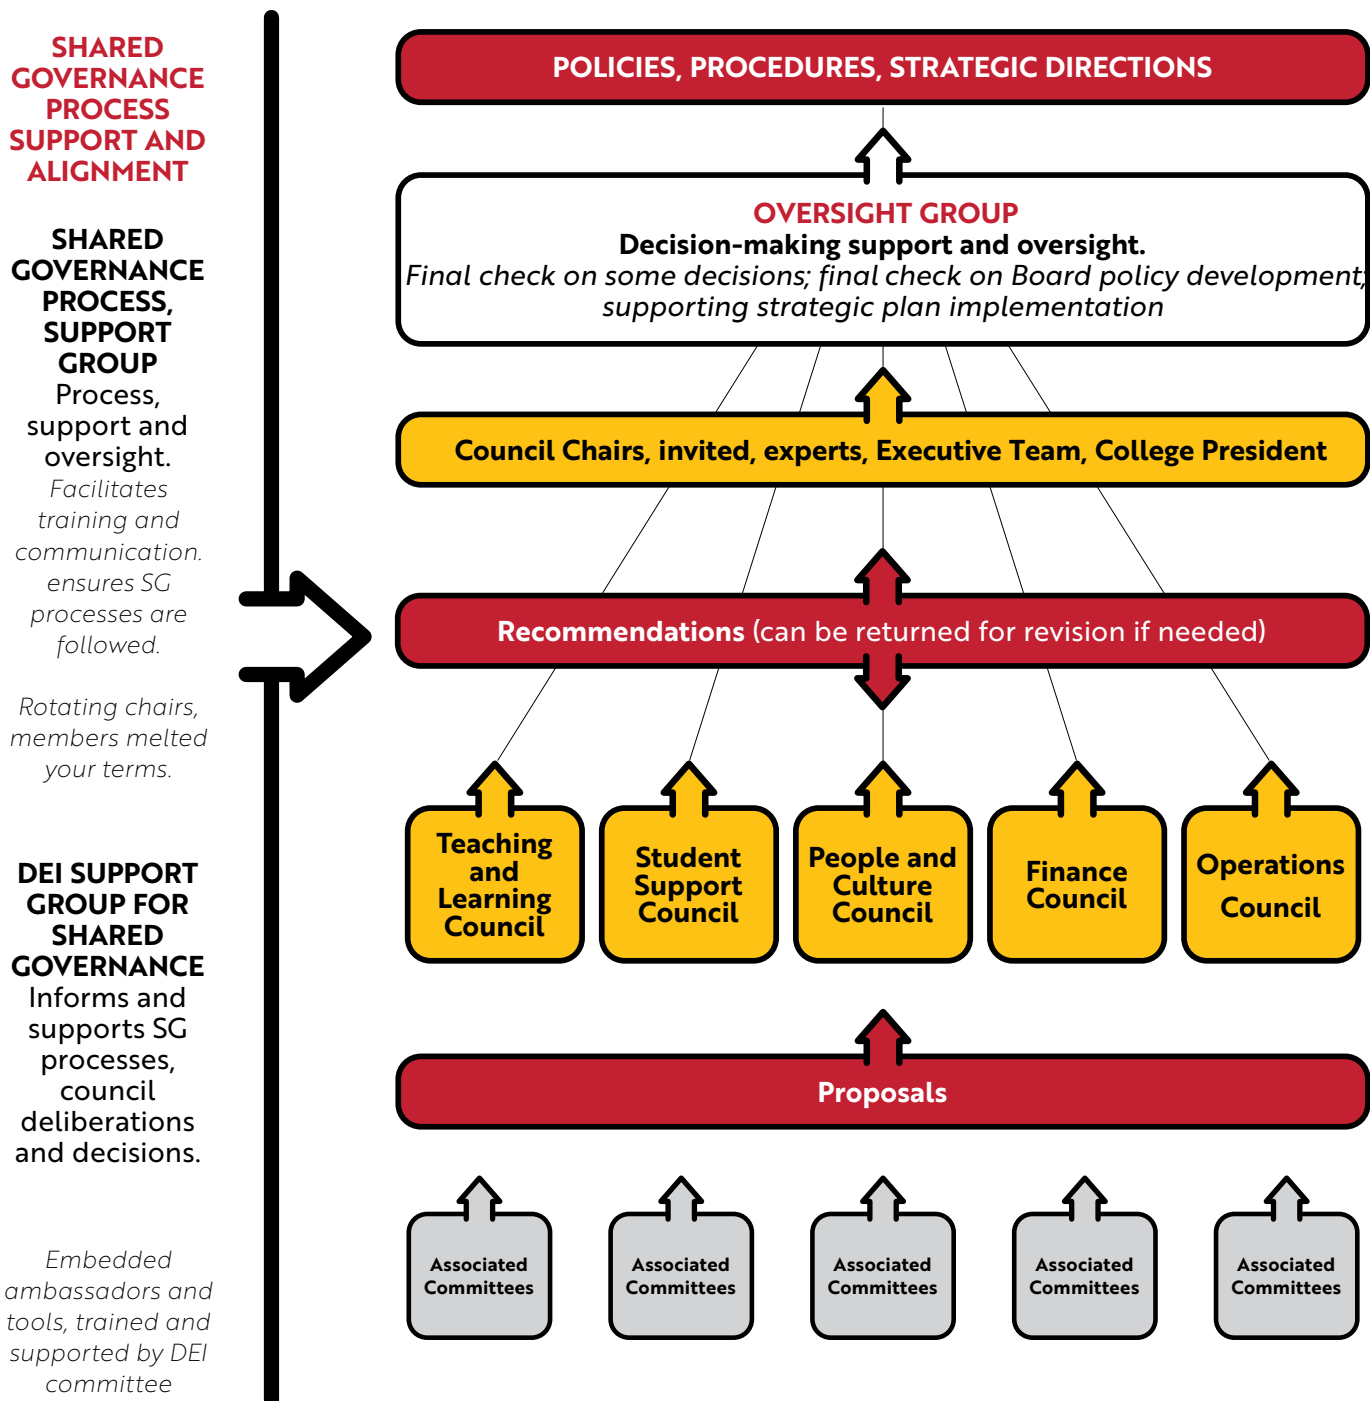 SHARED
GOVERNANCE
PROCESS
SUPPORT AND
ALIGNMENT
SHARED
GOVERNANCE
PROCESS,
SUPPORT
GROUP
Process,
support and
oversight.
Facilitates
training and
communication.
ensures SG
processes are
followed.
Rotating chairs,
members melted
your terms.
DEI SUPPORT
GROUP FOR
SHARED
GOVERNANCE
Informs and
supports SG
processes,
council
deliberations
and decisions.
Embedded
ambassadors and
tools, trained and
supported by DEI
committee
POLICIES, PROCEDURES, STRATEGIC DIRECTIONS
OVERSIGHT GROUP
Decision-making support and oversight.
Final check on some decisions; final check on Board policy development;
supporting strategic plan implementation
Council Chairs, invited, experts, Executive Team, College President
Recommendations (can be returned for revision if needed)
Teaching
and
Learning
Council
Student
Support
Council
People and
Culture
Council
Finance
Council
Operations
Council
Proposals
Associated
Committees
Associated
Committees
Associated
Committees
Associated
Committees
Associated
Committees